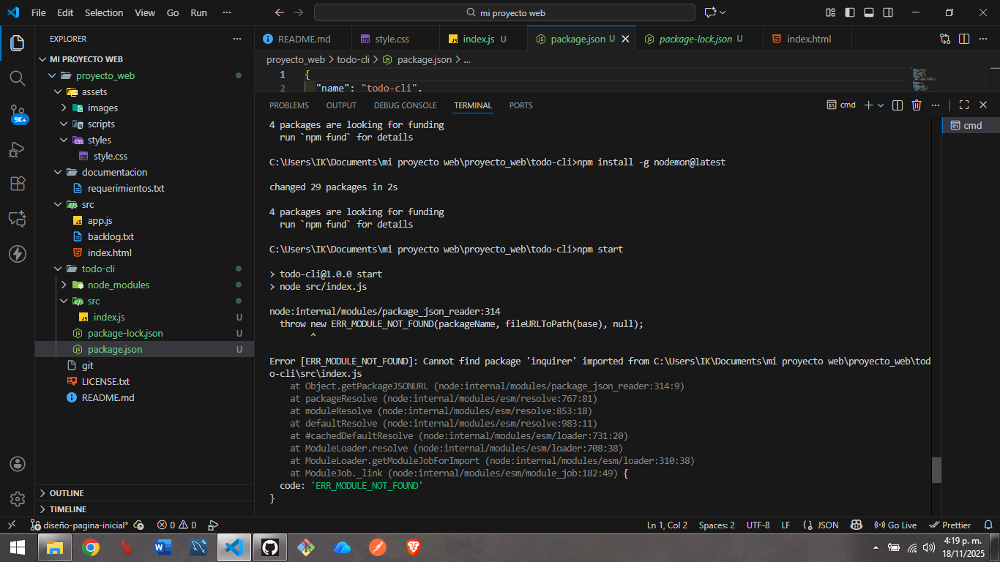 File Edit Selection View Go Run ···
mi proyecto web
EXPLORER
···
MI PROYECTO WEB
proyecto_web
assets
images
scripts
styles
style.css
documentacion
requerimientos.txt
src
app.js
backlog.txt
index.html
todo-cli
node_modules
src
index.js U
package-lock.json U
package.json U
git
LICENSE.txt
README.md
OUTLINE
TIMELINE
9K+
README.md style.css index.js U package.json U package-lock.json U index.html
proyecto_web > todo-cli > package.json > ...
1 {
2 "name": "todo-cli",
PROBLEMS OUTPUT DEBUG CONSOLE TERMINAL PORTS
cmd
cmd
4 packages are looking for funding
run `npm fund` for details
C:\Users\IK\Documents\mi proyecto web\proyecto_web\todo-cli>npm install -g nodemon@latest
changed 29 packages in 2s
4 packages are looking for funding
run `npm fund` for details
C:\Users\IK\Documents\mi proyecto web\proyecto_web\todo-cli>npm start
> todo-cli@1.0.0 start
> node src/index.js
node:internal/modules/package_json_reader:314
throw new ERR_MODULE_NOT_FOUND(packageName, fileURLToPath(base), null);
^
Error [ERR_MODULE_NOT_FOUND]: Cannot find package 'inquirer' imported from C:\Users\IK\Documents\mi proyecto web\proyecto_web\tod
o-cli\src\index.js
at Object.getPackageJSONURL (node:internal/modules/package_json_reader:314:9)
at packageResolve (node:internal/modules/esm/resolve:767:81)
at moduleResolve (node:internal/modules/esm/resolve:853:18)
at defaultResolve (node:internal/modules/esm/resolve:983:11)
at #cachedDefaultResolve (node:internal/modules/esm/loader:731:20)
at ModuleLoader.resolve (node:internal/modules/esm/loader:708:38)
at ModuleLoader.getModuleJobForImport (node:internal/modules/esm/loader:310:38)
at ModuleJob._link (node:internal/modules/esm/module_job:182:49) {
code: 'ERR_MODULE_NOT_FOUND'
}
diseño-pagina-inicial* 0 0
Ln 1, Col 2 Spaces: 2 UTF-8 LF {} JSON Go Live Prettier
4:19 p. m.
18/11/2025